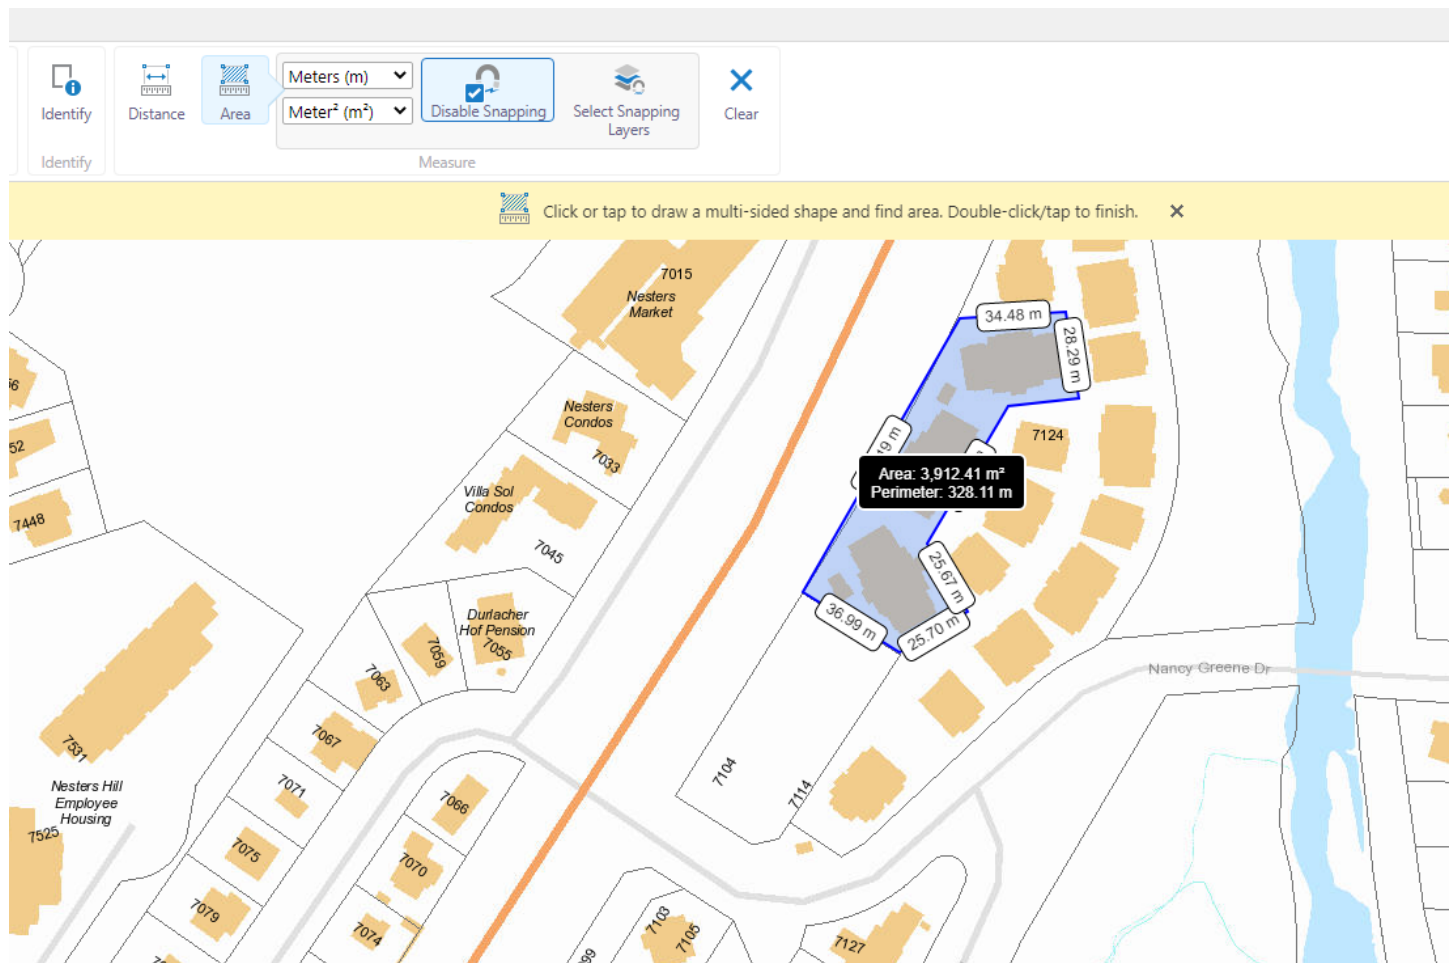 Identify
Identify
Distance
Area
Meters (m)
Meter² (m²)
Disable Snapping
Select Snapping
Layers
Clear
Measure
Click or tap to draw a multi-sided shape and find area. Double-click/tap to finish.
7015
Nesters
Market
34.48 m
28.29 m
Nesters
Condos
7033
7124
19 m
Area: 3,912.41 m²
Perimeter: 328.11 m
52
Villa Sol
Condos
7448
7045
25.67 m
36.99 m
25.70 m
Durlacher
Hof Pension
7055
7059
7063
Nancy Greene Dr
7067
7531
7071
7104
7114
Nesters Hill
Employee
Housing
7525
7066
7075
7070
7079
7074
7103
7105
7127